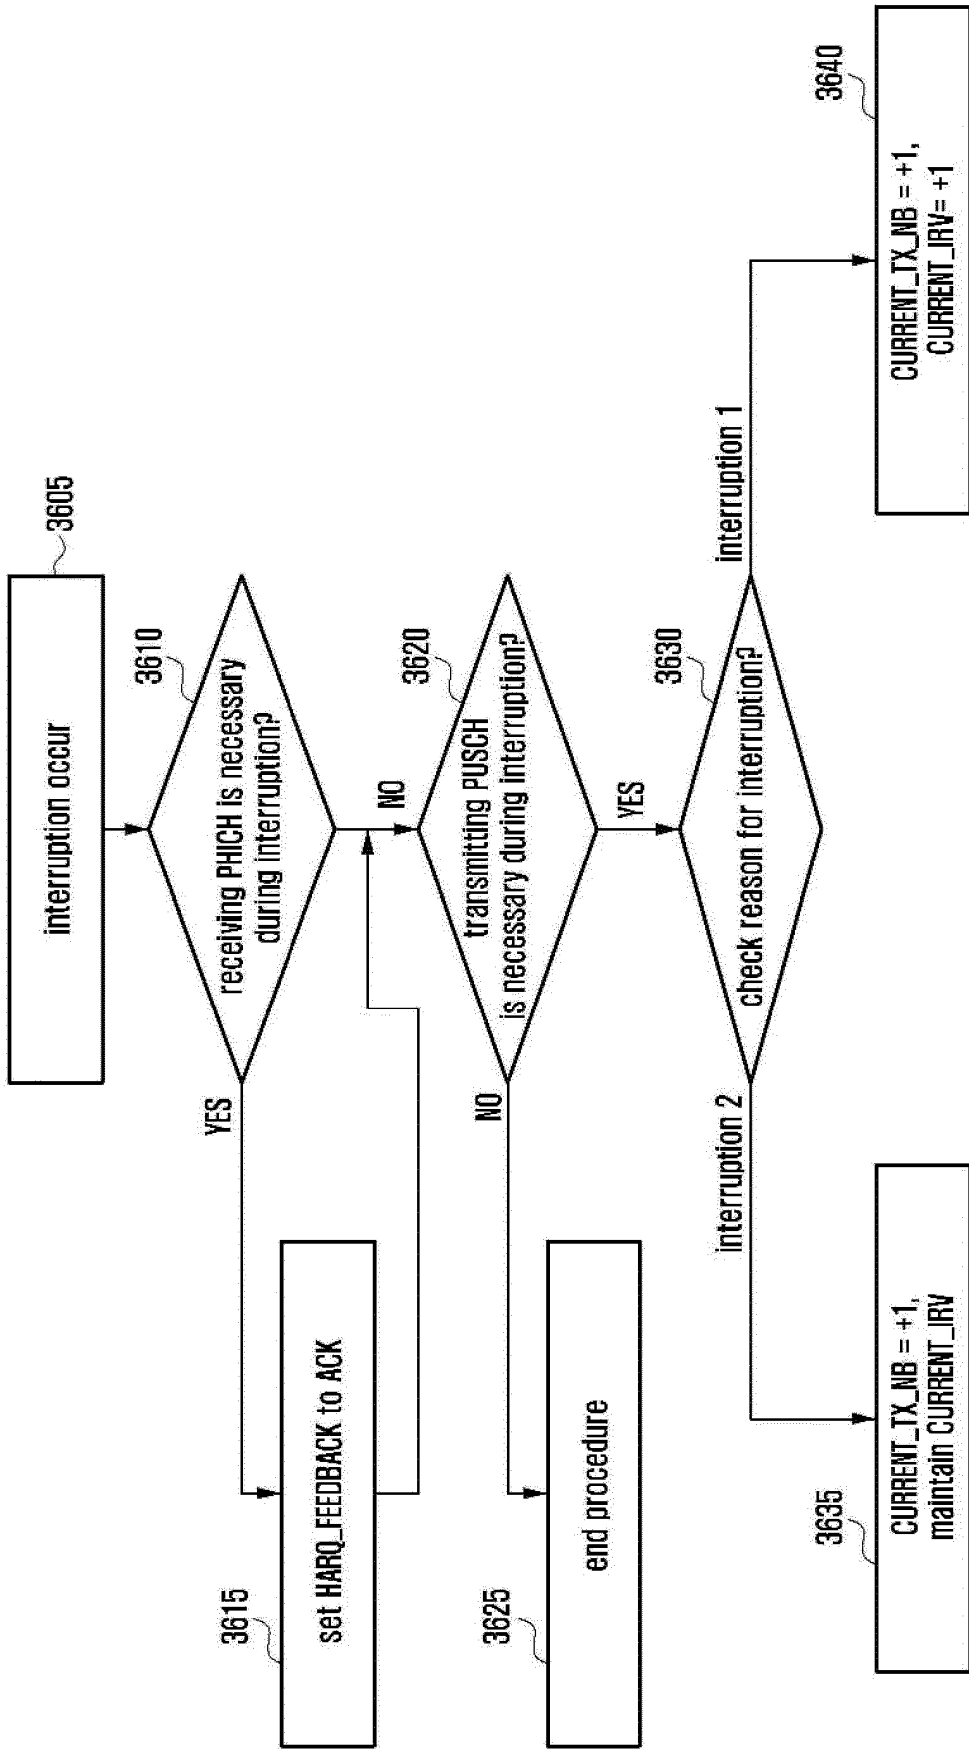 interruption occur
3605
3610
receiving PHICH is necessary
during interruption?
YES
NO
3615
set HARQ_FEEDBACK to ACK
3620
transmitting PUSCH
is necessary during interruption?
NO
YES
3625
end procedure
3630
check reason for interruption?
interruption 2
interruption 1
3635
CURRENT_TX_NB = +1,
maintain CURRENT_IRV
3640
CURRENT_TX_NB = +1,
CURRENT_IRV= +1